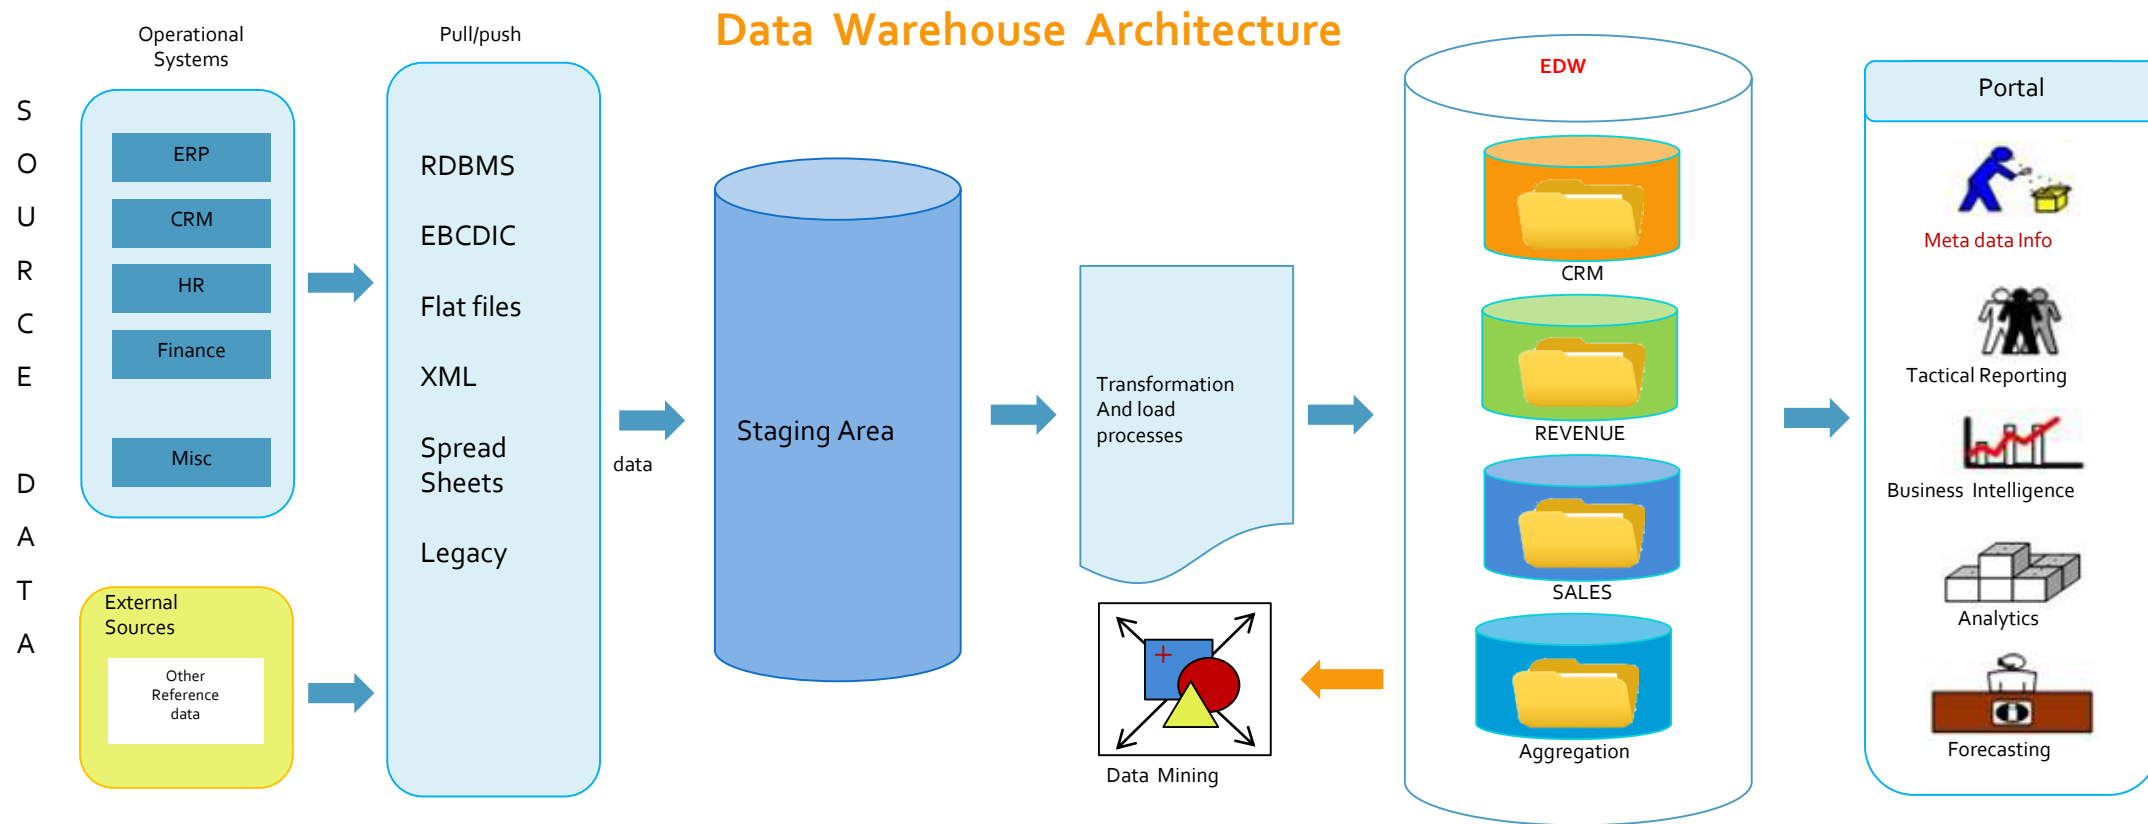 Data Warehouse Architecture
S
O
U
R
C
E
D
A
T
A
Operational
Systems
ERP
CRM
HR
Finance
Misc
External
Sources
Other
Reference
data
Pull/push
RDBMS
EBCDIC
Flat files
XML
Spread
Sheets
Legacy
data
Staging Area
Transformation
And load
processes
Data Mining
EDW
CRM
REVENUE
SALES
Aggregation
Portal
Meta data Info
Tactical Reporting
Business Intelligence
Analytics
Forecasting